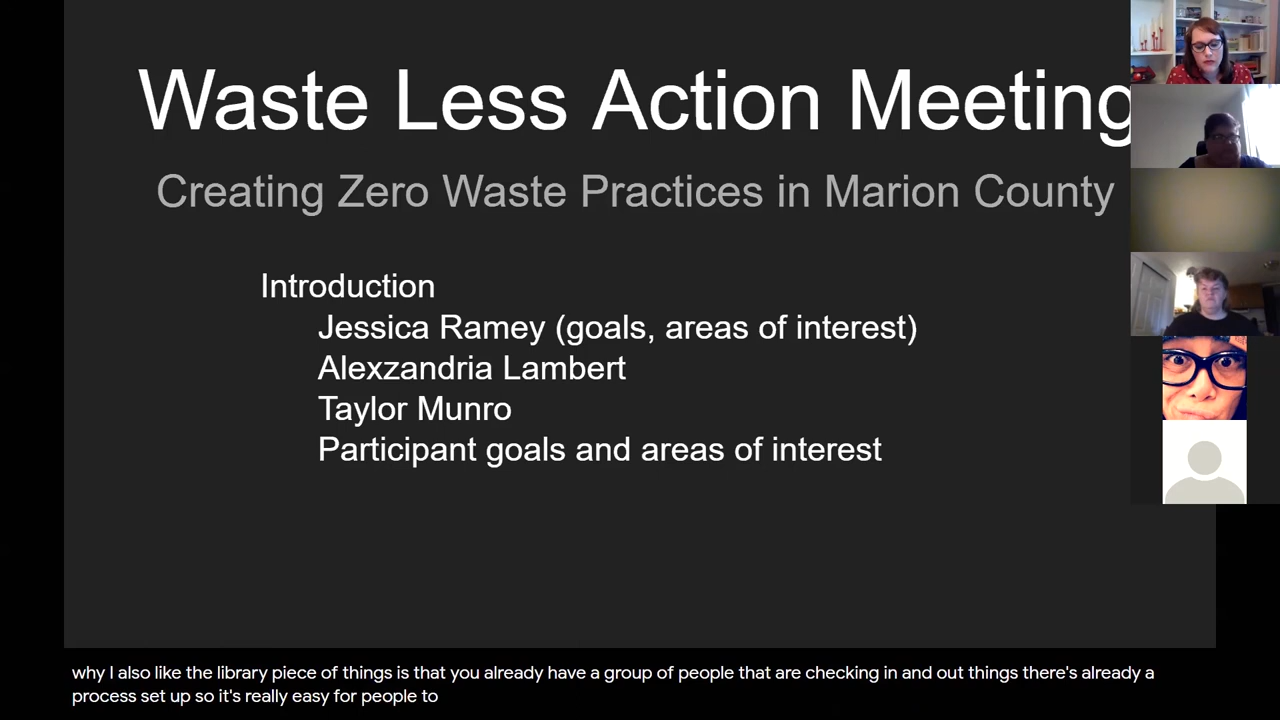 Waste Less Action Meeting
Creating Zero Waste Practices in Marion County
Introduction
Jessica Ramey (goals, areas of interest)
Alexzandria Lambert
Taylor Munro
Participant goals and areas of interest
why I also like the library piece of things is that you already have a group of people that are checking in and out things there's already a
process set up so it's really easy for people to